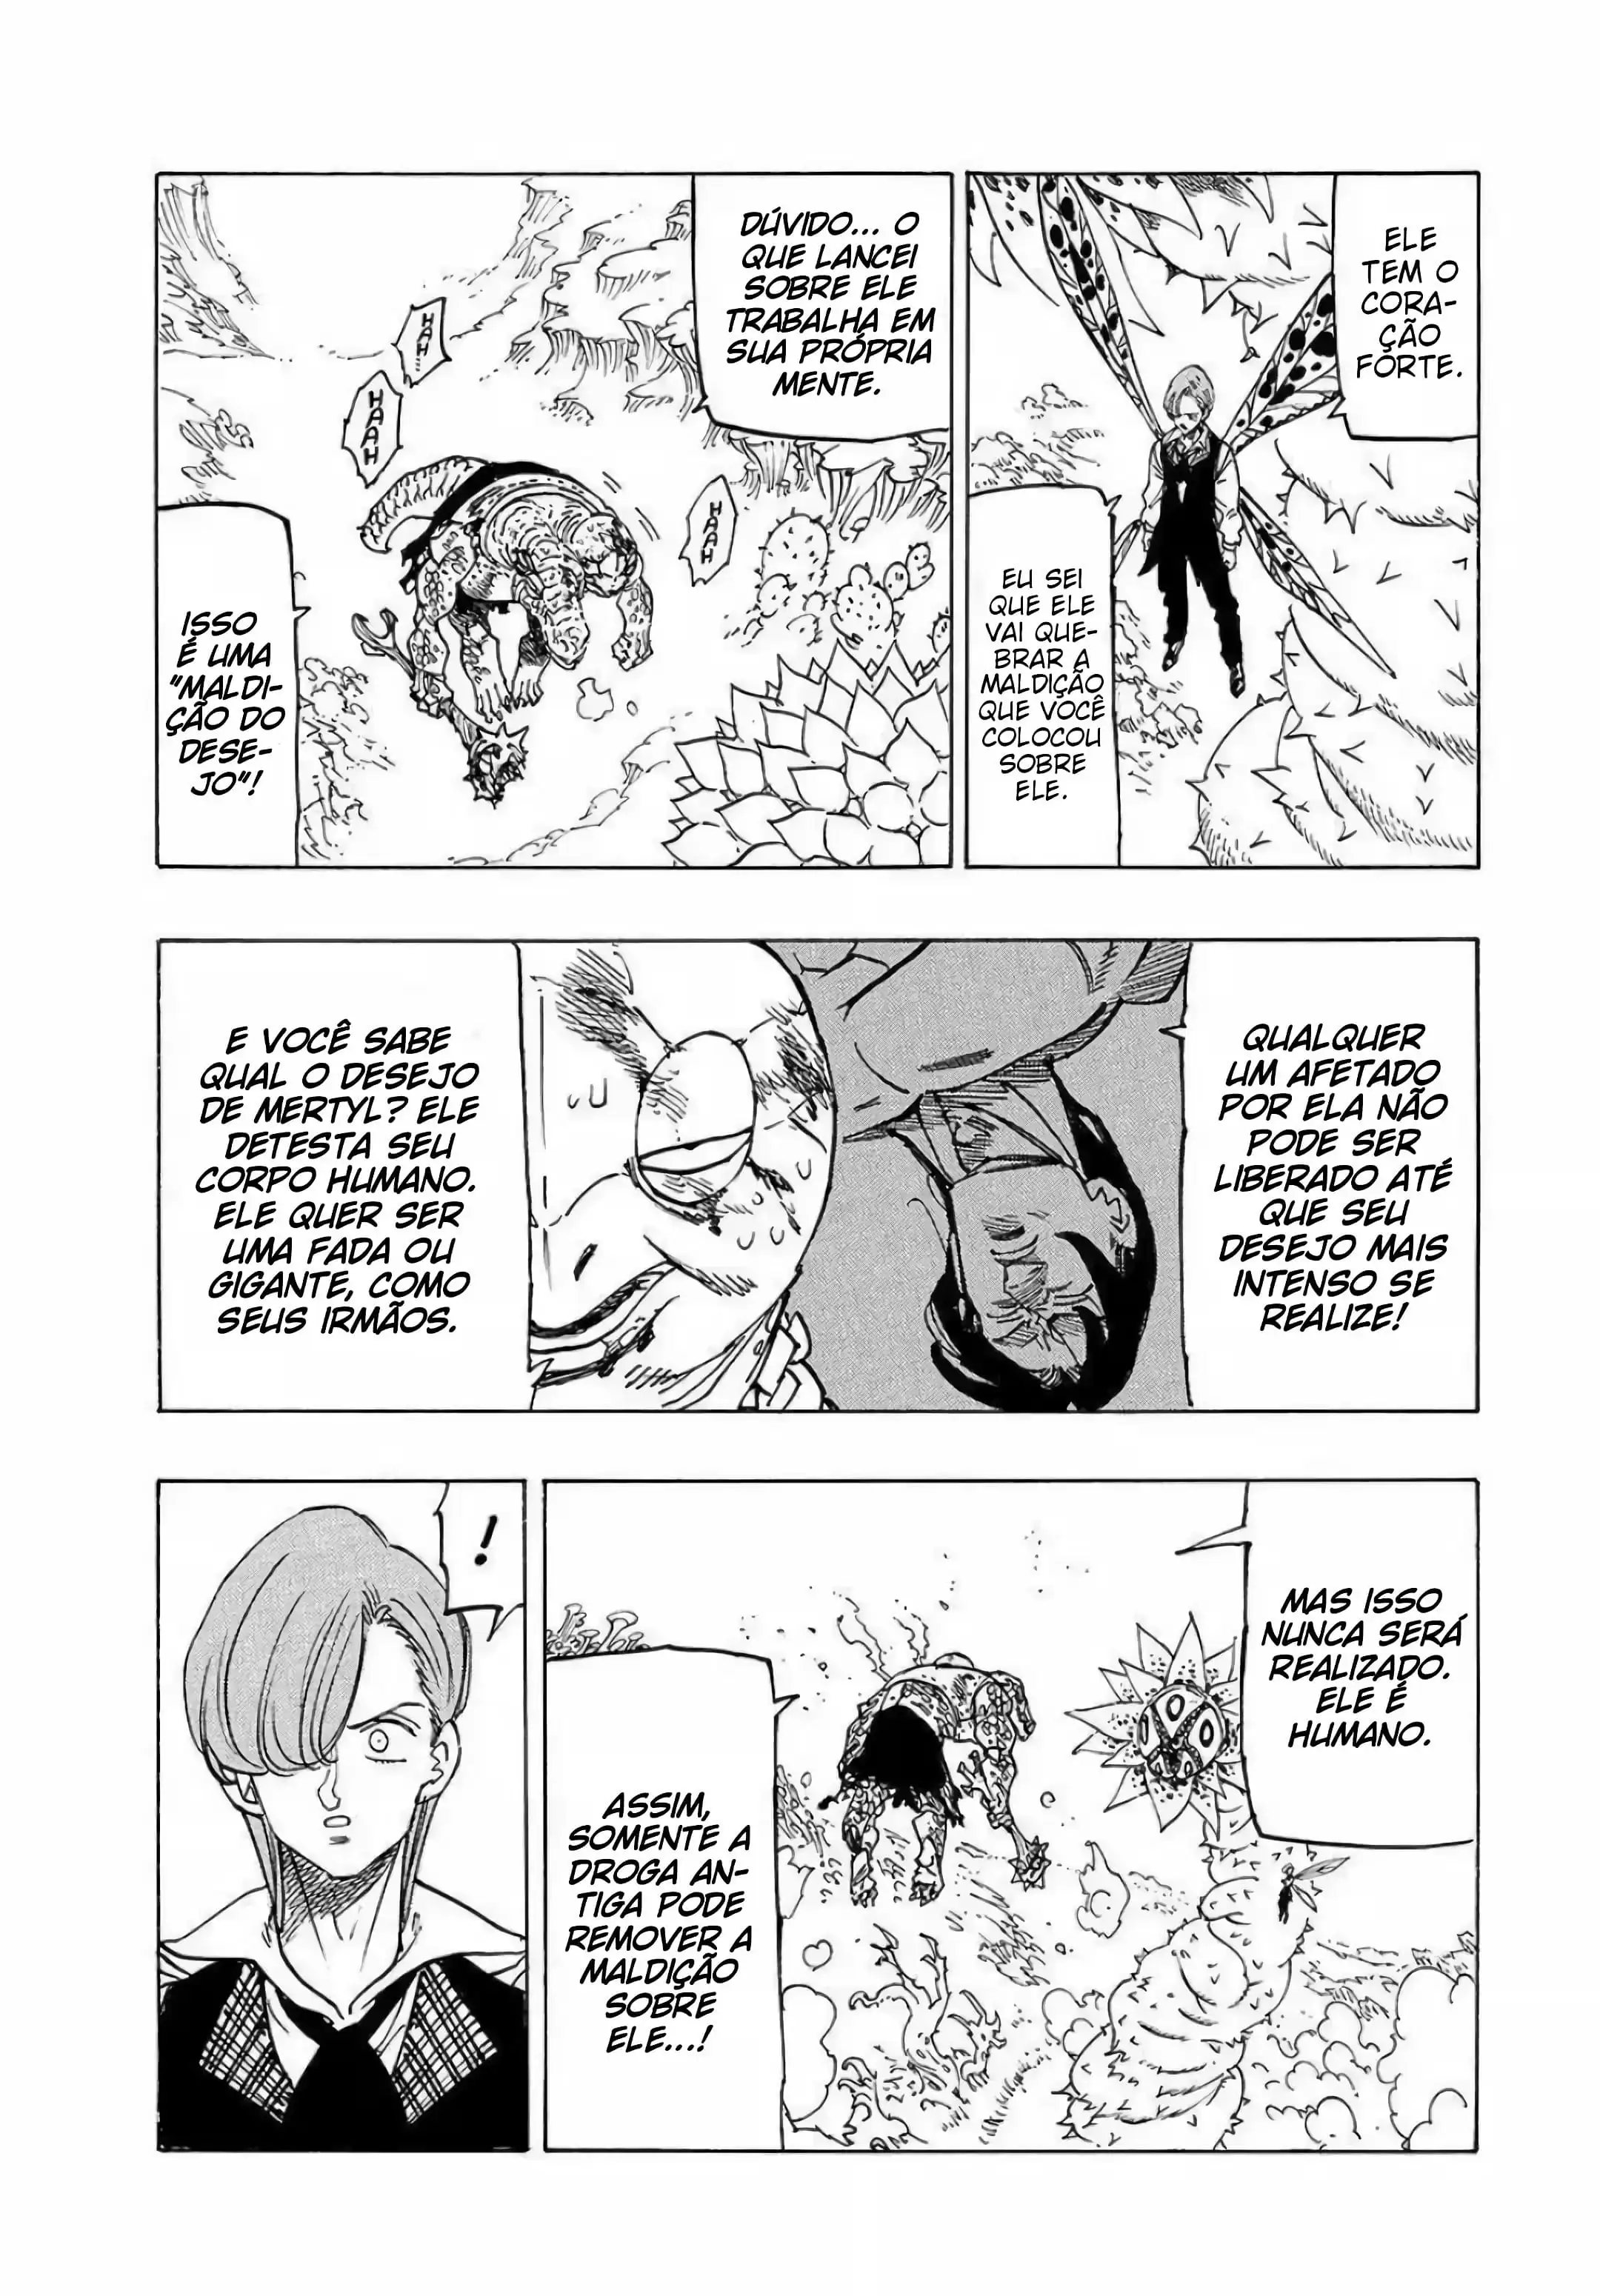 ELE
TEM O
CORA-
ÇÃO
FORTE.
EU SEI
QUE ELE
VAI QUE-
BRAR A
MALDIÇÃO
QUE VOCÊ
COLOCOU
SOBRE
ELE.
DÚVIDO... O
QUE LANCEI
SOBRE ELE
TRABALHA EM
SUA PRÓPRIA
MENTE.
HAH...
HAAH
HAAH
ISSO
É UMA
"MALDI-
ÇÃO DO
DESE-
JO"!
QUALQUER
UM AFETADO
POR ELA NÃO
PODE SER
LIBERADO ATÉ
QUE SEU
DESEJO MAIS
INTENSO SE
REALIZE!
E VOCÊ SABE
QUAL O DESEJO
DE MERTYL? ELE
DETESTA SEU
CORPO HUMANO.
ELE QUER SER
UMA FADA OU
GIGANTE, COMO
SEUS IRMÃOS.
MAS ISSO
NUNCA SERÁ
REALIZADO.
ELE É
HUMANO.
ASSIM,
SOMENTE A
DROGA AN-
TIGA PODE
REMOVER A
MALDIÇÃO
SOBRE
ELE...!
!